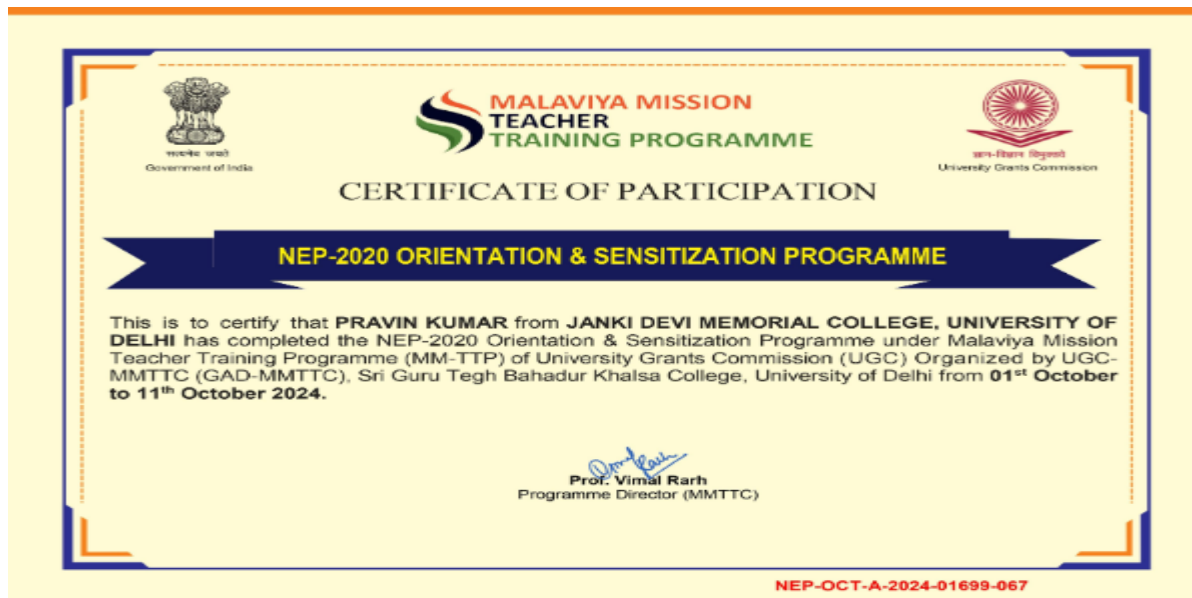 MALAVIYA MISSION
TEACHER
TRAINING PROGRAMME
सत्यमेव जयते
Government of India
ज्ञान-विज्ञान विमुक्तये
University Grants Commission
CERTIFICATE OF PARTICIPATION
NEP-2020 ORIENTATION & SENSITIZATION PROGRAMME
This is to certify that PRAVIN KUMAR from JANKI DEVI MEMORIAL COLLEGE, UNIVERSITY OF
DELHI has completed the NEP-2020 Orientation & Sensitization Programme under Malaviya Mission
Teacher Training Programme (MM-TTP) of University Grants Commission (UGC) Organized by UGC-
MMTTC (GAD-MMTTC), Sri Guru Tegh Bahadur Khalsa College, University of Delhi from 01st October
to 11th October 2024.
Prof. Vimal Rarh
Programme Director (MMTTC)
NEP-OCT-A-2024-01699-067